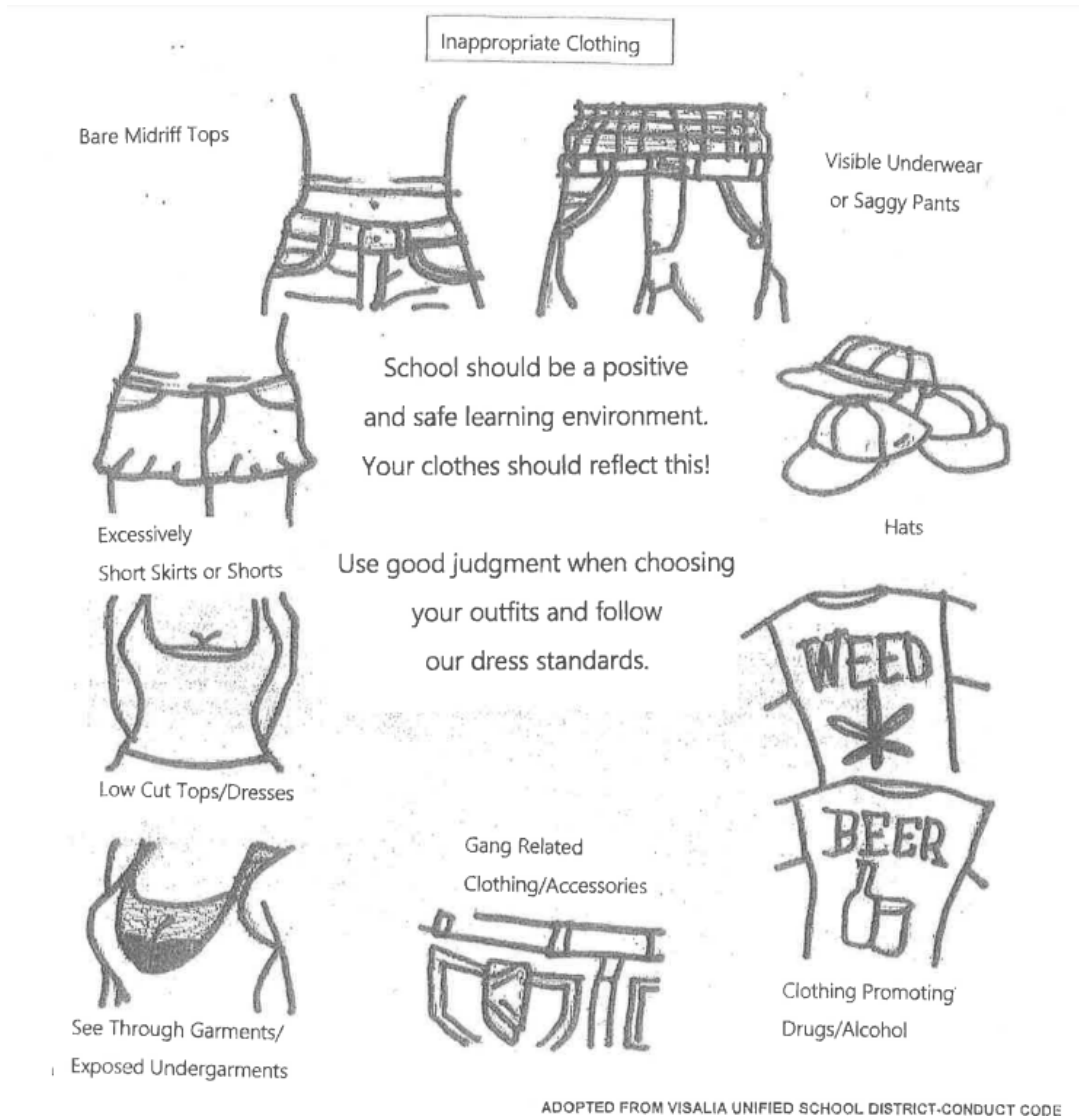 Inappropriate Clothing
Bare Midriff Tops
Visible Underwear
or Saggy Pants
School should be a positive
and safe learning environment.
Your clothes should reflect this!
Hats
Excessively
Short Skirts or Shorts
Use good judgment when choosing
your outfits and follow
our dress standards.
WEED
Low Cut Tops/Dresses
BEER
Gang Related
Clothing/Accessories
See Through Garments/
Exposed Undergarments
Clothing Promoting
Drugs/Alcohol
ADOPTED FROM VISALIA UNIFIED SCHOOL DISTRICT-CONDUCT CODE